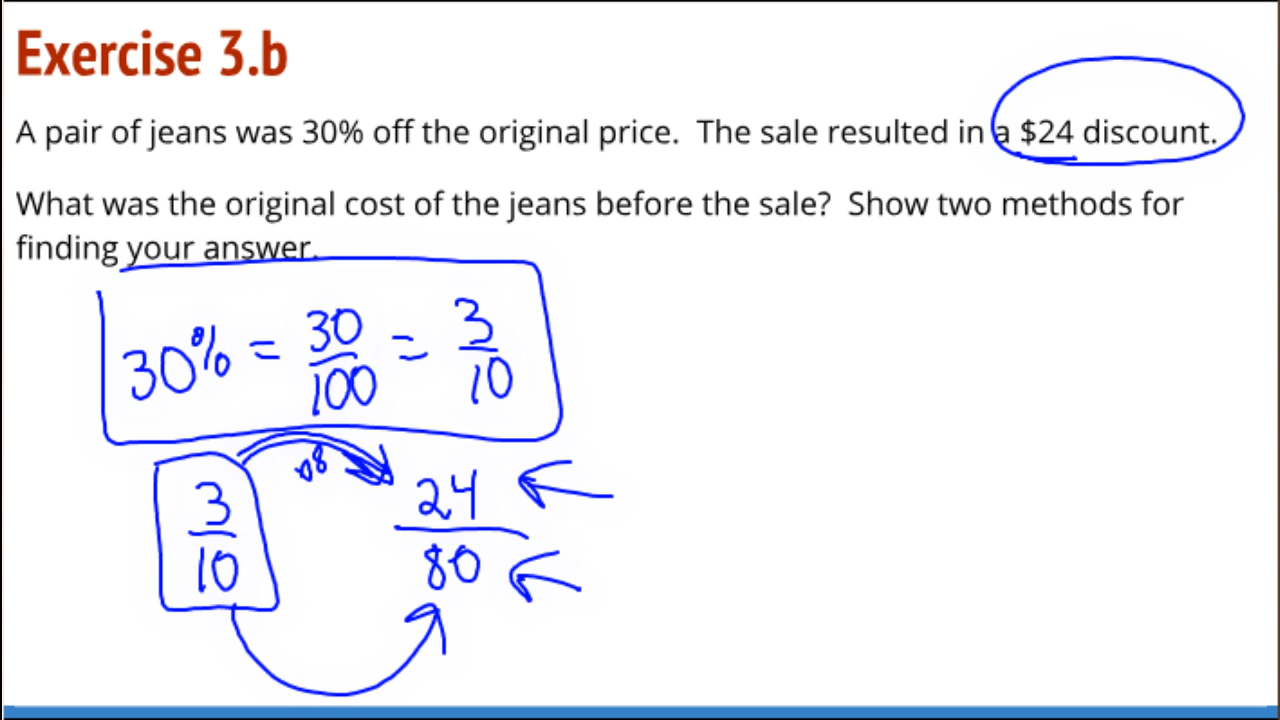 Exercise 3.b
A pair of jeans was 30% off the original price. The sale resulted in a $24 discount.
What was the original cost of the jeans before the sale? Show two methods for
finding your answer.
30% = 30/100 = 3/10
3/10 24/80